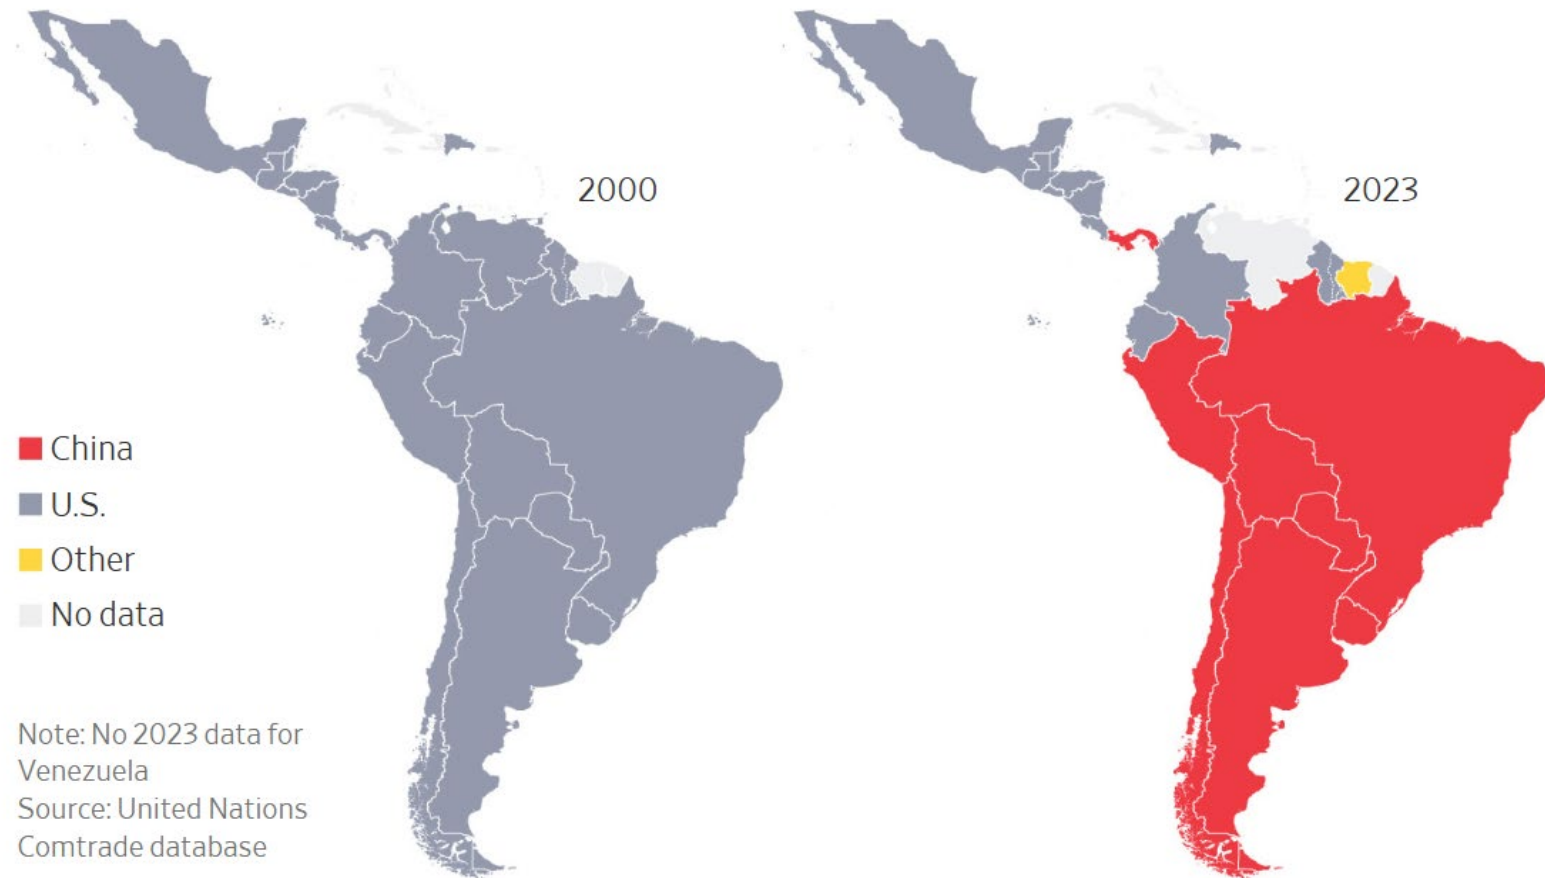 2000
2023
China
U.S.
Other
No data
Note: No 2023 data for
Venezuela
Source: United Nations
Comtrade database